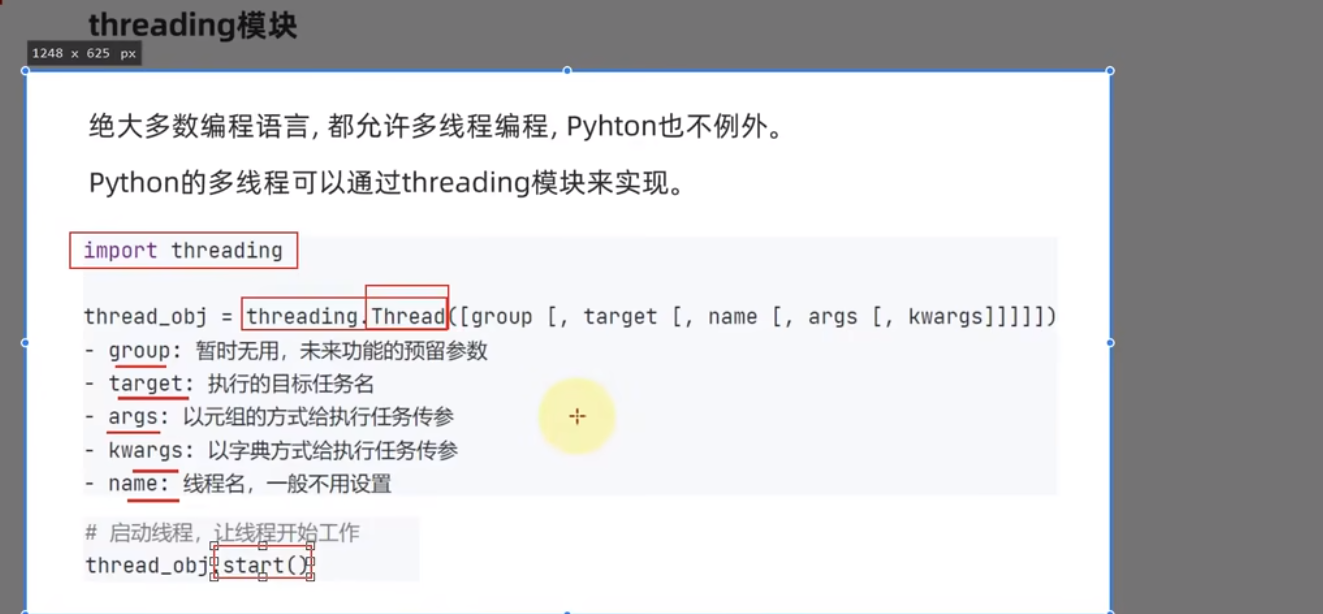 threading模块
1248 x 625 px
绝大多数编程语言, 都允许多线程编程, Pyhton也不例外。
Python的多线程可以通过threading模块来实现。
import threading
thread_obj = threading.Thread([group [, target [, name [, args [, kwargs]]]]])
- group: 暂时无用，未来功能的预留参数
- target: 执行的目标任务名
- args: 以元组的方式给执行任务传参
- kwargs: 以字典方式给执行任务传参
- name: 线程名，一般不用设置
# 启动线程，让线程开始工作
thread_obj.start()